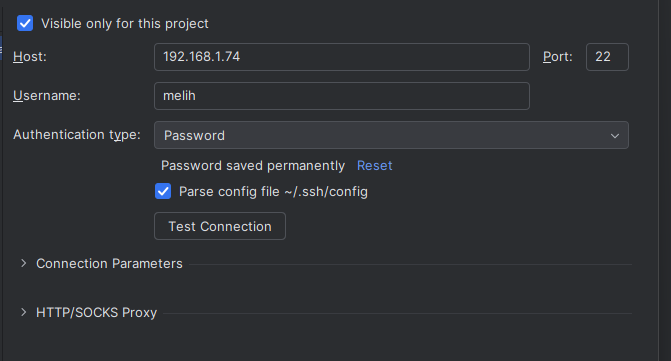 Visible only for this project
Host: 192.168.1.74 Port: 22
Username: melih
Authentication type: Password
Password saved permanently Reset
Parse config file ~/.ssh/config
Test Connection
Connection Parameters
HTTP/SOCKS Proxy